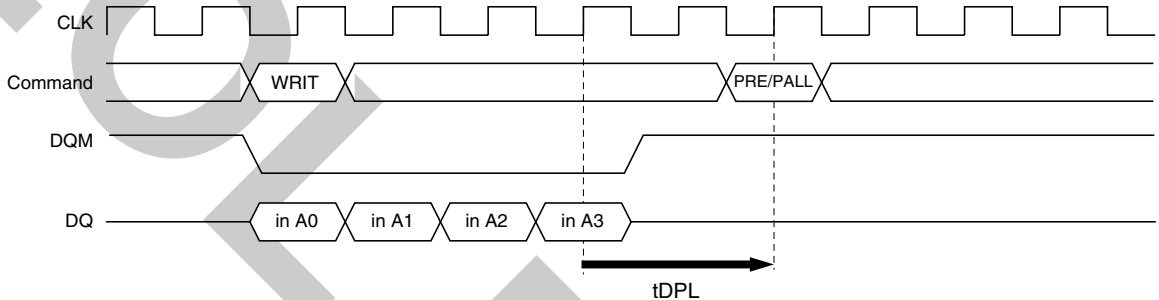 CLK
Command WRIT PRE/PALL
DQM
DQ in A0 in A1 in A2 in A3
tDPL